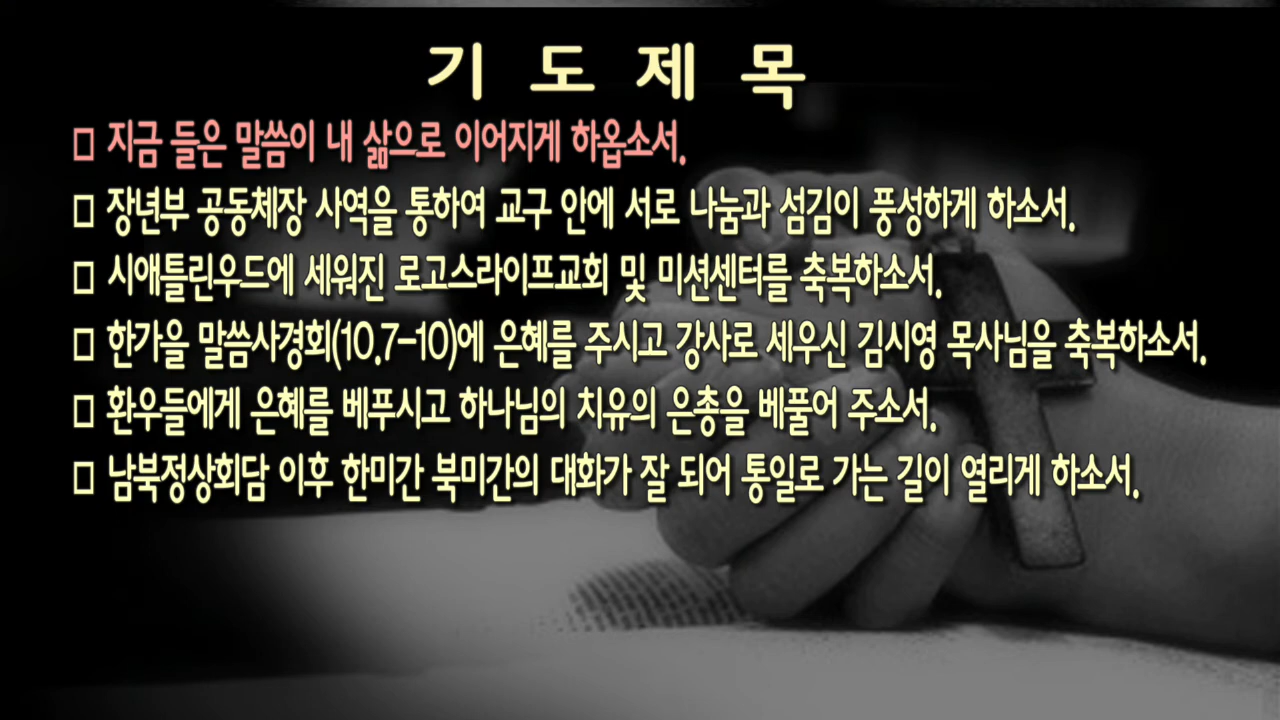 기 도 제 목
□ 지금 들은 말씀이 내 삶으로 이어지게 하옵소서.
□ 장년부 공동체장 사역을 통하여 교구 안에 서로 나눔과 섬김이 풍성하게 하소서.
□ 시애틀린우드에 세워진 로고스라이프교회 및 미션센터를 축복하소서.
□ 한가을 말씀사경회(10.7-10)에 은혜를 주시고 강사로 세우신 김시영 목사님을 축복하소서.
□ 환우들에게 은혜를 베푸시고 하나님의 치유의 은총을 베풀어 주소서.
□ 남북정상회담 이후 한미간 북미간의 대화가 잘 되어 통일로 가는 길이 열리게 하소서.